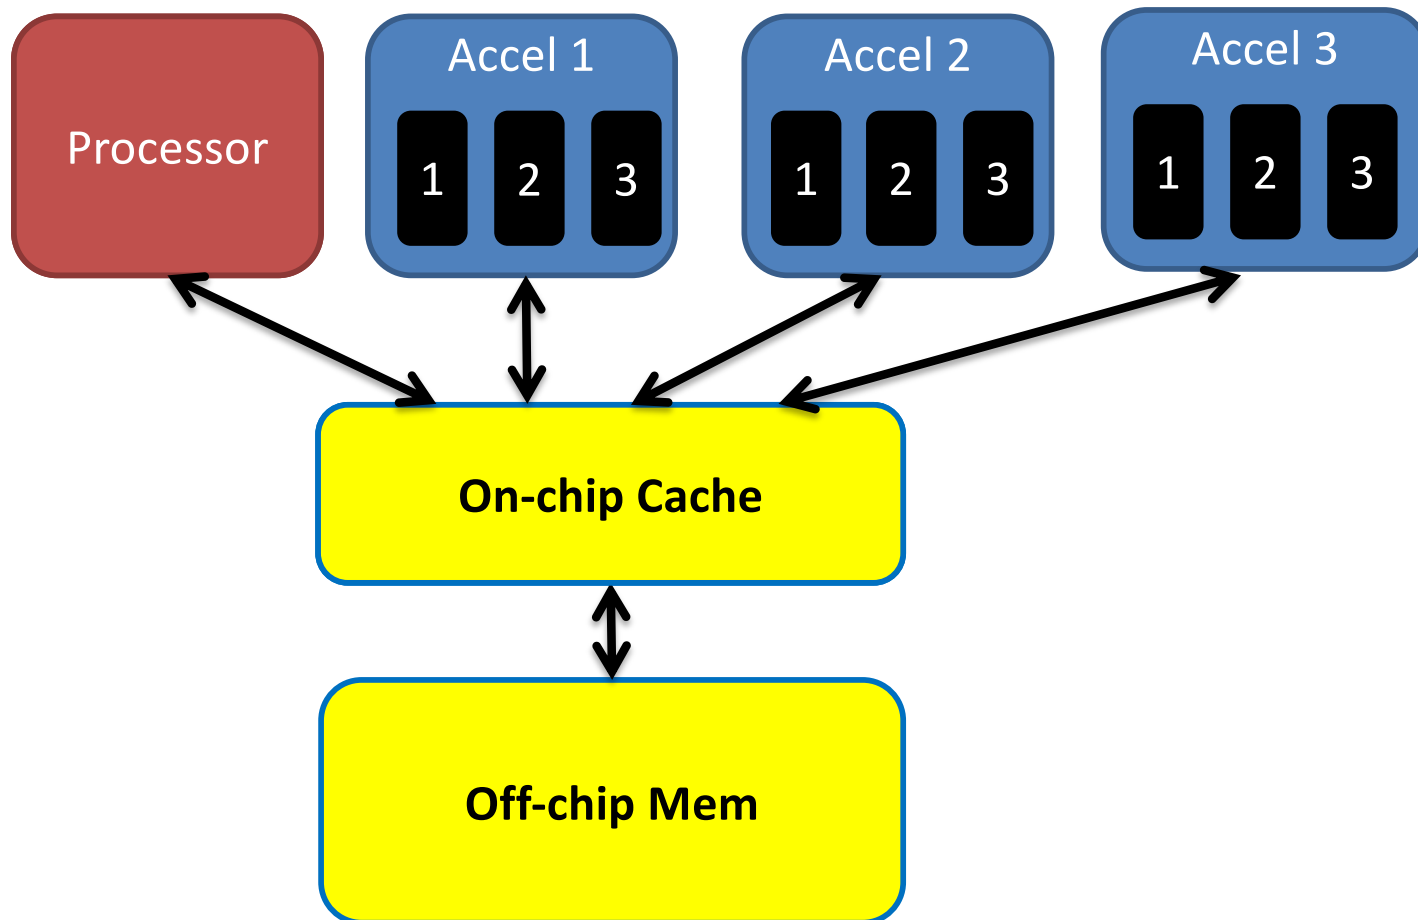 Processor
Accel 1
1 2 3
Accel 2
1 2 3
Accel 3
1 2 3
On-chip Cache
Off-chip Mem